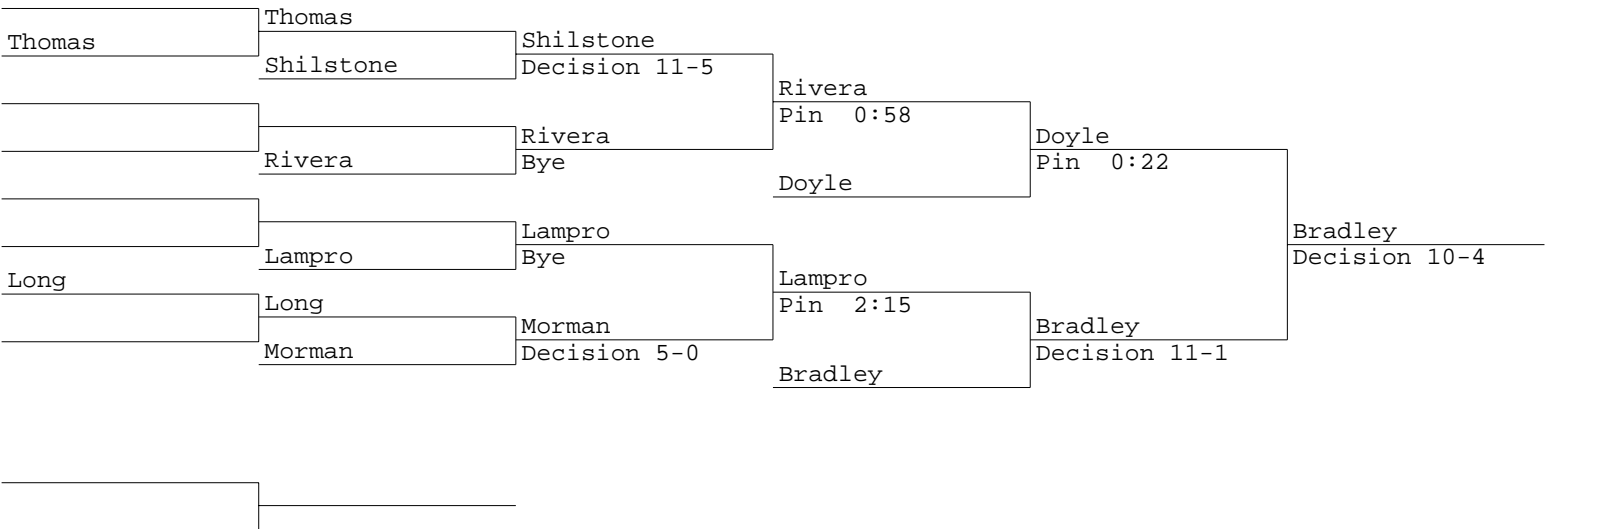 Thomas
Thomas
Shilstone
Shilstone
Decision 11-5
Rivera
Pin 0:58
Rivera
Rivera
Bye
Doyle
Pin 0:22
Doyle
Lampro
Lampro
Bye
Bradley
Decision 10-4
Long
Long
Lampro
Pin 2:15
Morman
Morman
Decision 5-0
Bradley
Decision 11-1
Bradley